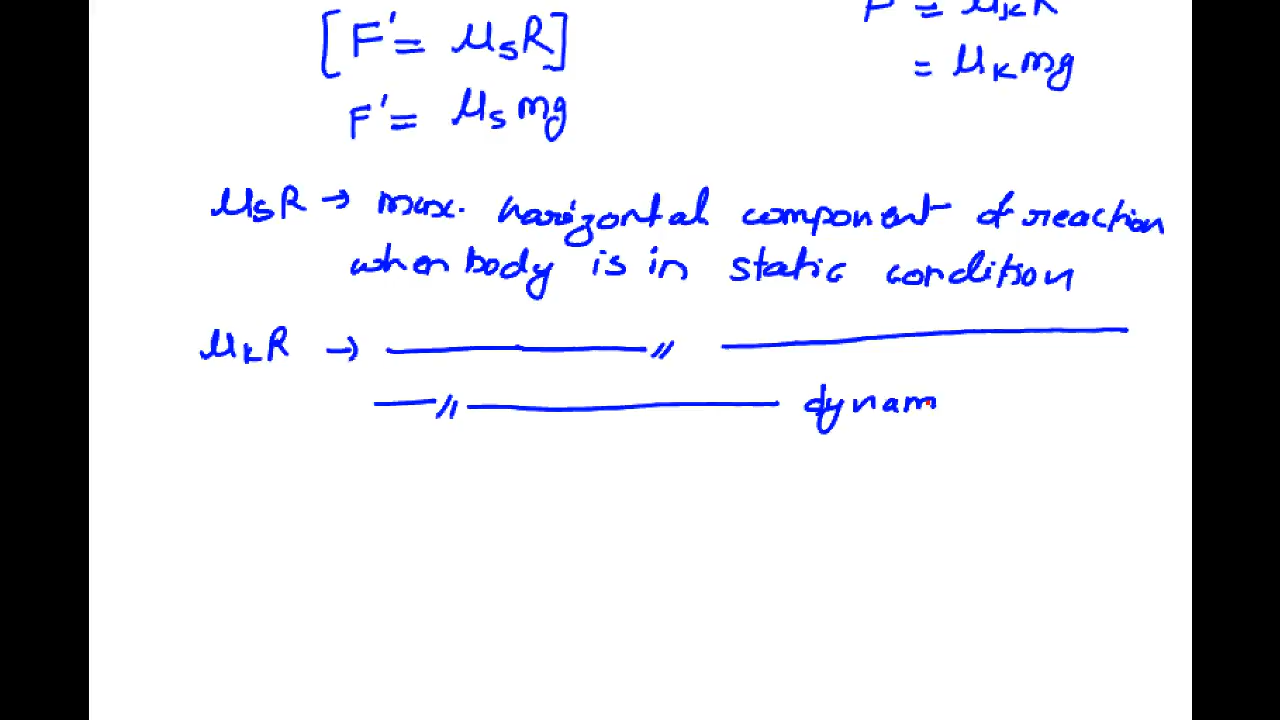 [F' = μsR]
F = μkR
= μk mg
F' = μs mg
μsR → max. horizontal component of reaction
when body is in static condition
μkR → ——— 〃 ———
— 〃 ——— dynam